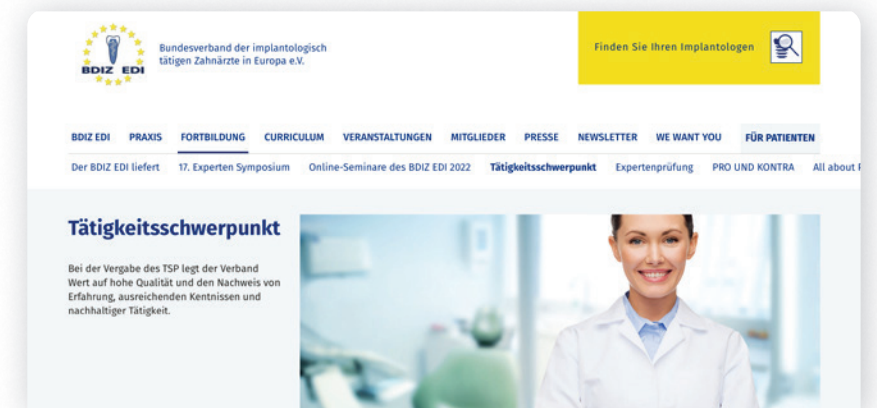 BDIZ EDI
Bundesverband der implantologisch
tätigen Zahnärzte in Europa e.V.
Finden Sie Ihren Implantologen
BDIZ EDI PRAXIS FORTBILDUNG CURRICULUM VERANSTALTUNGEN MITGLIEDER PRESSE NEWSLETTER WE WANT YOU FÜR PATIENTEN
Der BDIZ EDI liefert 17. Experten Symposium Online-Seminare des BDIZ EDI 2022 Tätigkeitsschwerpunkt Expertenprüfung PRO UND KONTRA All about
Tätigkeitsschwerpunkt
Bei der Vergabe des TSP legt der Verband
Wert auf hohe Qualität und den Nachweis von
Erfahrung, ausreichenden Kentnissen und
nachhaltiger Tätigkeit.